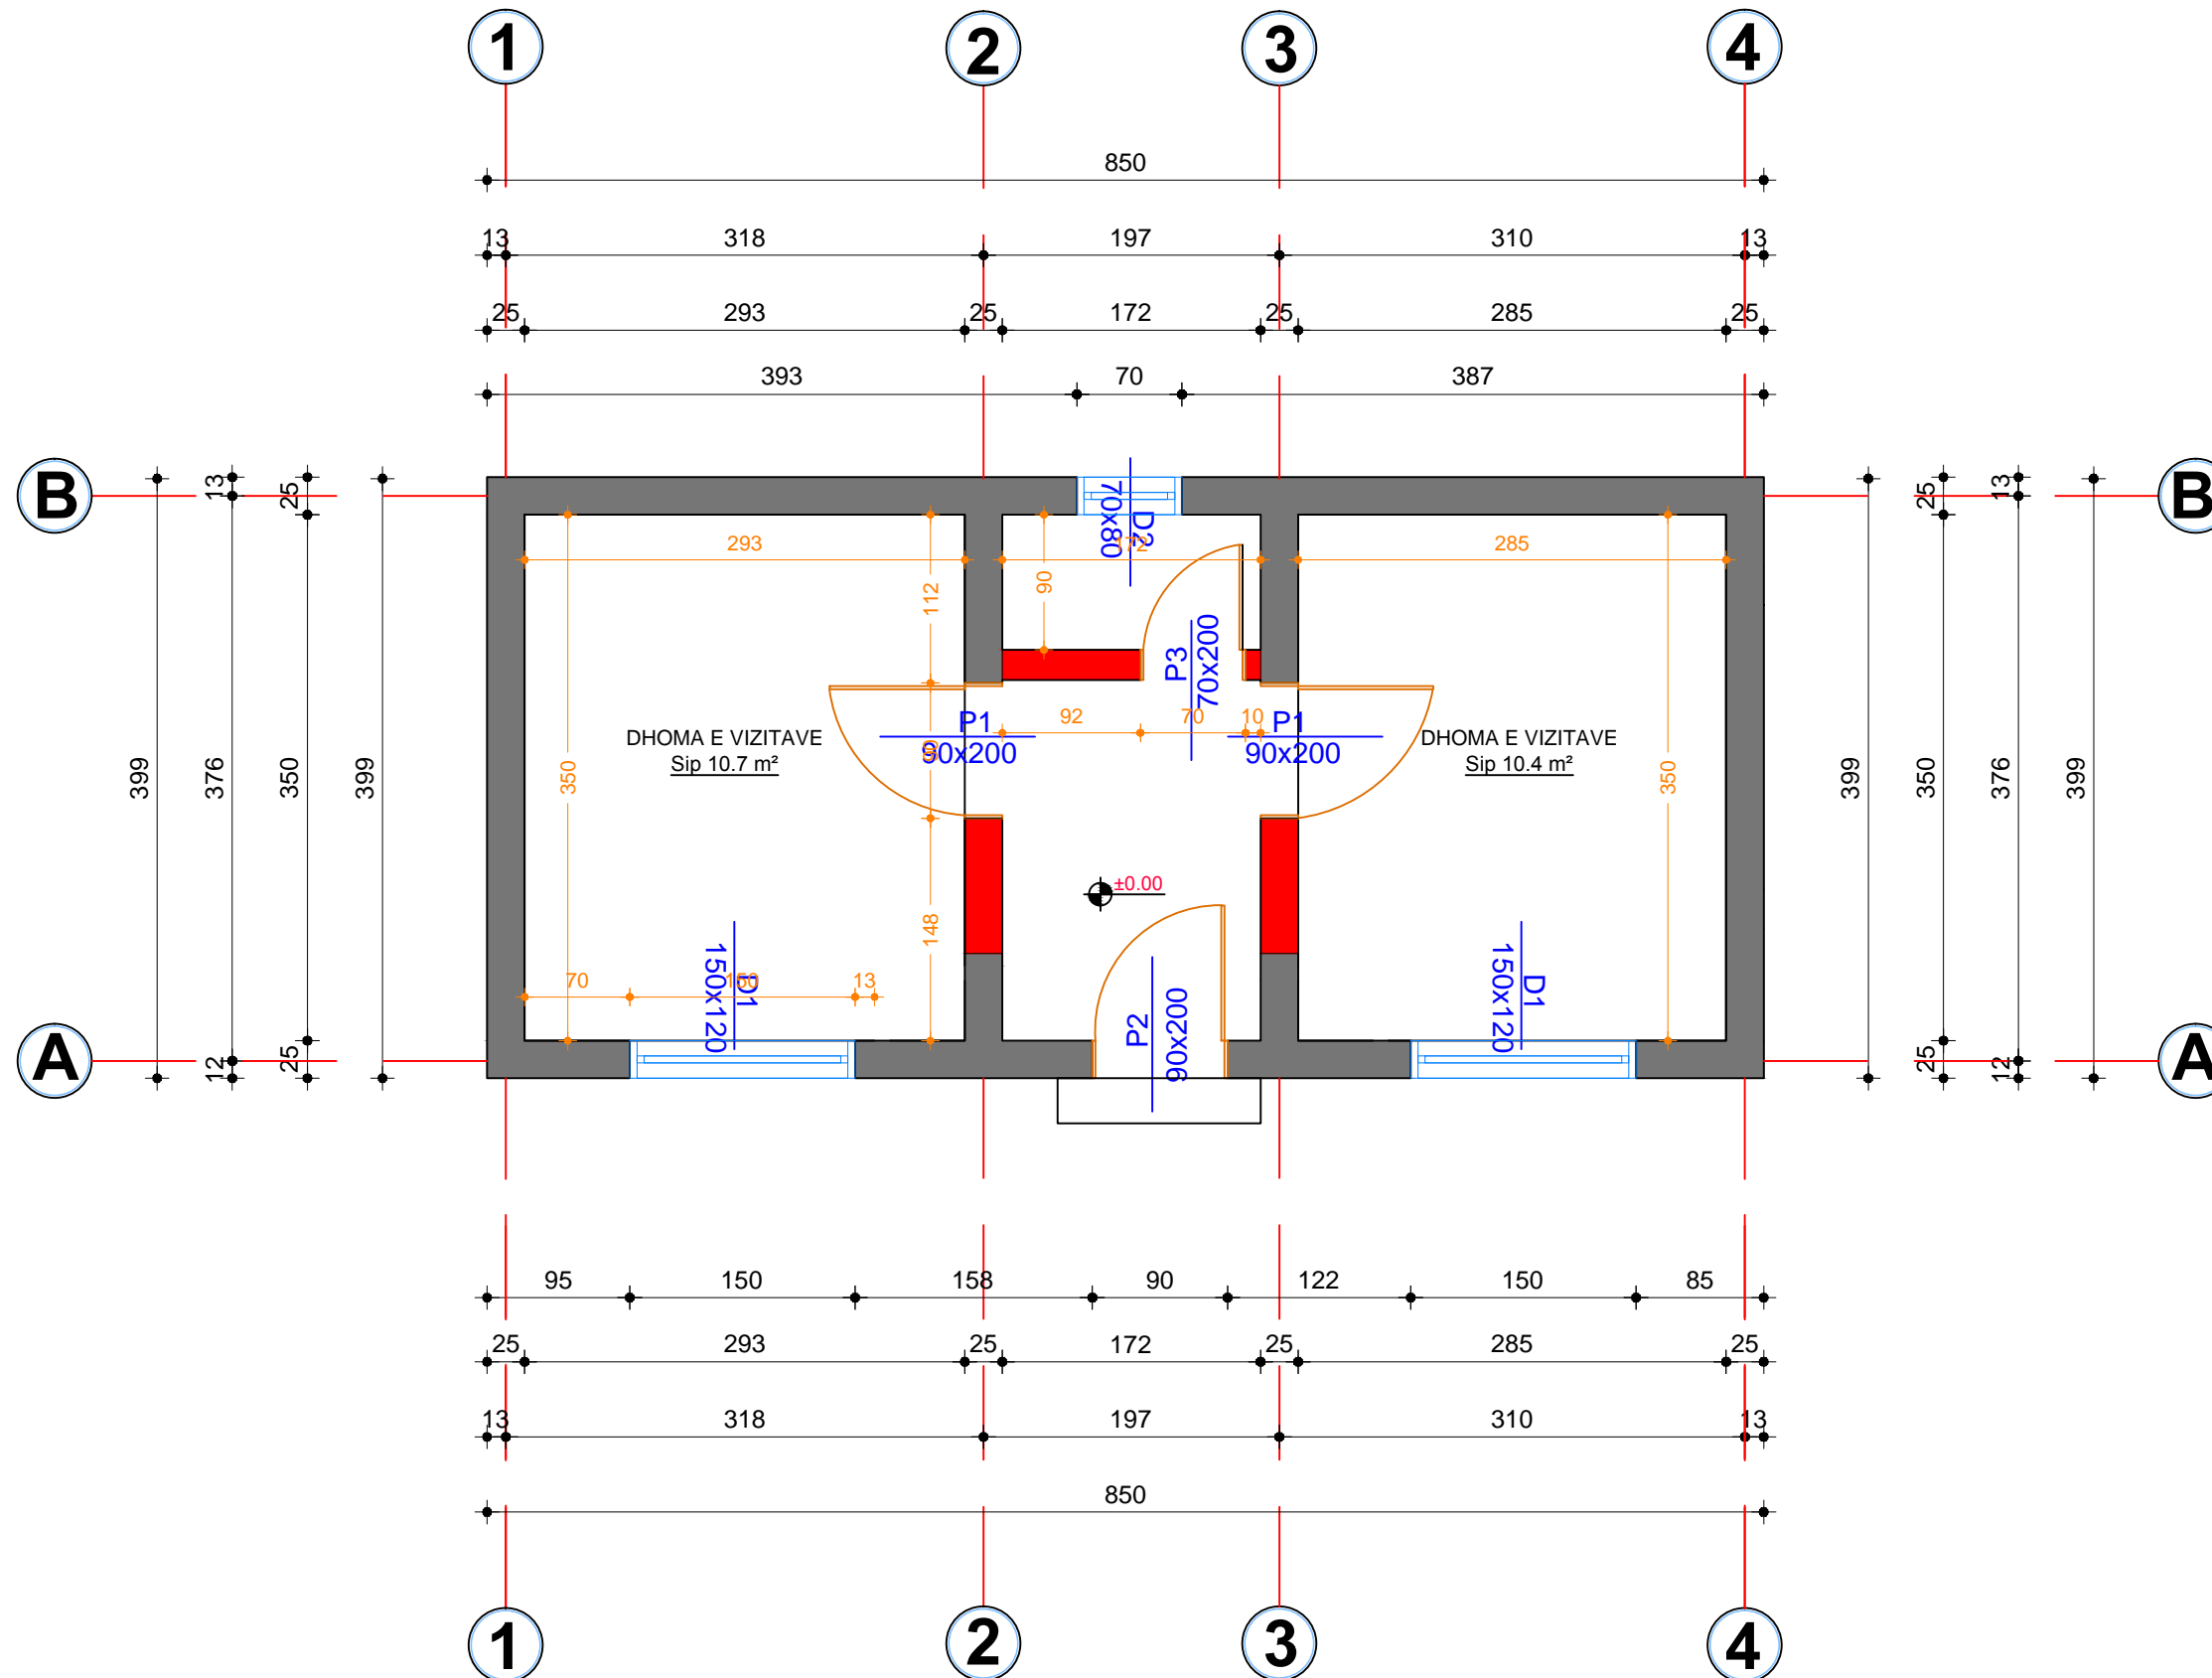 1 2 3 4
850
13 318 197 310 13
25 293 25 172 25 285 25
393 70 387
B B
13 25 25 13
399 376 350 399
399 350 376 399
12 25 25 12
A A
293 172 285
D2
70x80
90
112
P3
70x200
P1
90x200
92 70 10
P1
90x200
90
DHOMA E VIZITAVE
Sip 10.7 m²
DHOMA E VIZITAVE
Sip 10.4 m²
350 350
±0.00
148
70 150 13
D1
150x120
P2
90x200
D1
150x120
95 150 158 90 122 150 85
25 293 25 172 25 285 25
13 318 197 310 13
850
1 2 3 4